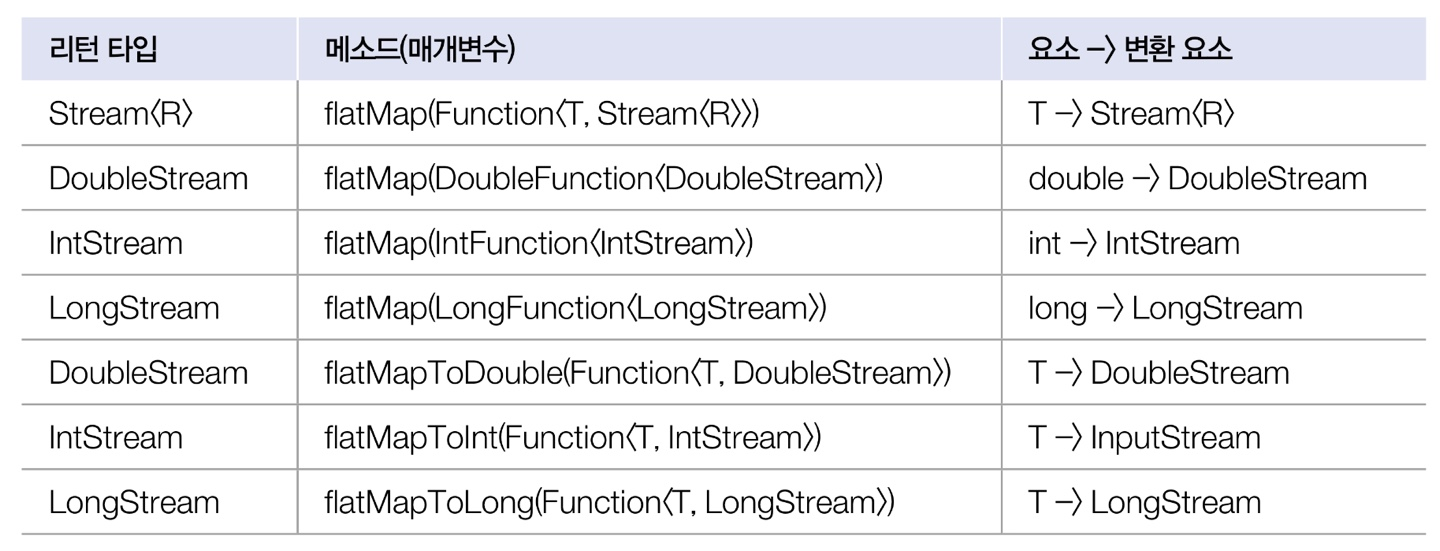 리턴 타입 메소드(매개변수) 요소 -> 변환 요소
Stream<R> flatMap(Function<T, Stream<R>>) T -> Stream<R>
DoubleStream flatMap(DoubleFunction<DoubleStream>) double -> DoubleStream
IntStream flatMap(IntFunction<IntStream>) int -> IntStream
LongStream flatMap(LongFunction<LongStream>) long -> LongStream
DoubleStream flatMapToDouble(Function<T, DoubleStream>) T -> DoubleStream
IntStream flatMapToInt(Function<T, IntStream>) T -> InputStream
LongStream flatMapToLong(Function<T, LongStream>) T -> LongStream